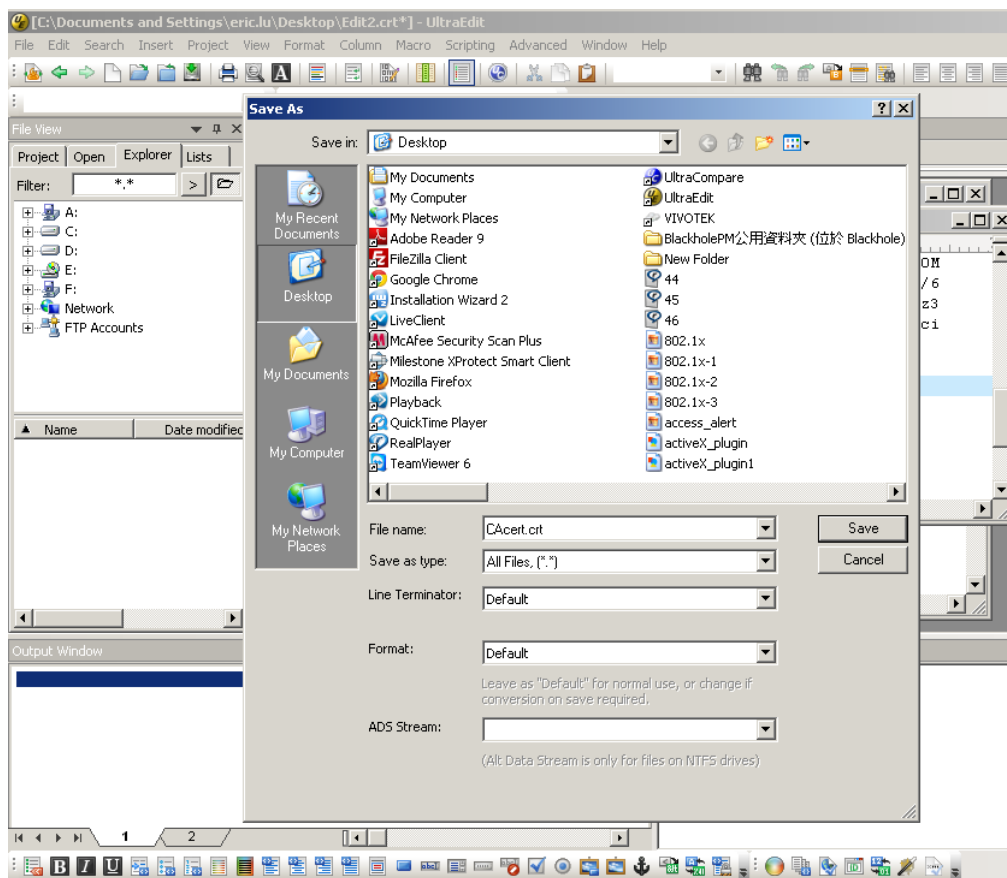 [C:\Documents and Settings\eric.lu\Desktop\Edit2.crt*] - UltraEdit
File Edit Search Insert Project View Format Column Macro Scripting Advanced Window Help
File View
Project Open Explorer Lists
Filter: *.* >
A:
C:
D:
E:
F:
Network
FTP Accounts
Name Date modified
Save As
Save in: Desktop
My Recent
Documents
Desktop
My Documents
My Computer
My Network
Places
My Documents
My Computer
My Network Places
Adobe Reader 9
FileZilla Client
Google Chrome
Installation Wizard 2
LiveClient
McAfee Security Scan Plus
Milestone XProtect Smart Client
Mozilla Firefox
Playback
QuickTime Player
RealPlayer
TeamViewer 6
UltraCompare
UltraEdit
VIVOTEK
BlackholePM公用資料夾 (位於 Blackhole)
New Folder
44
45
46
802.1x
802.1x-1
802.1x-2
802.1x-3
access_alert
activeX_plugin
activeX_plugin1
File name: CAcert.crt Save
Save as type: All Files, (*.*) Cancel
Line Terminator: Default
Format: Default
Leave as "Default" for normal use, or change if
conversion on save required.
ADS Stream:
(Alt Data Stream is only for files on NTFS drives)
OM
/6
z3
ci
Output Window
1 2
B I U